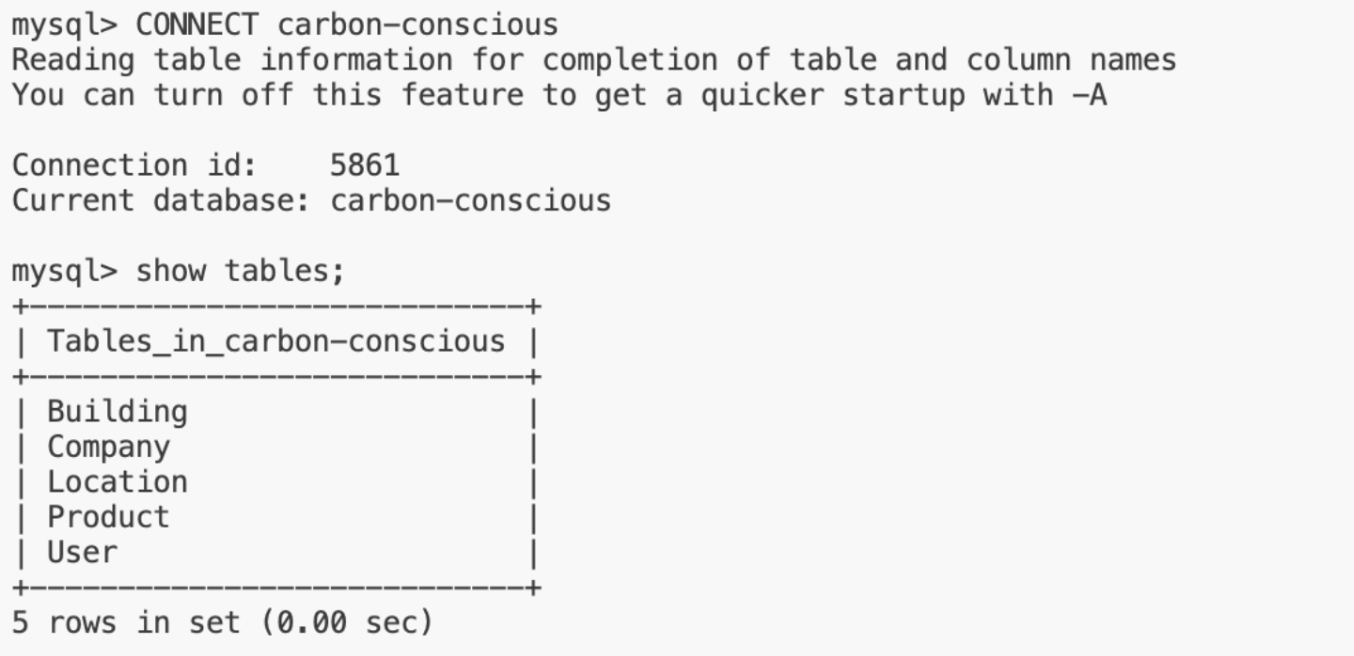 mysql> CONNECT carbon-conscious
Reading table information for completion of table and column names
You can turn off this feature to get a quicker startup with -A
Connection id:    5861
Current database: carbon-conscious
mysql> show tables;
+----------------------------+
| Tables_in_carbon-conscious |
+----------------------------+
| Building                   |
| Company                    |
| Location                   |
| Product                    |
| User                       |
+----------------------------+
5 rows in set (0.00 sec)